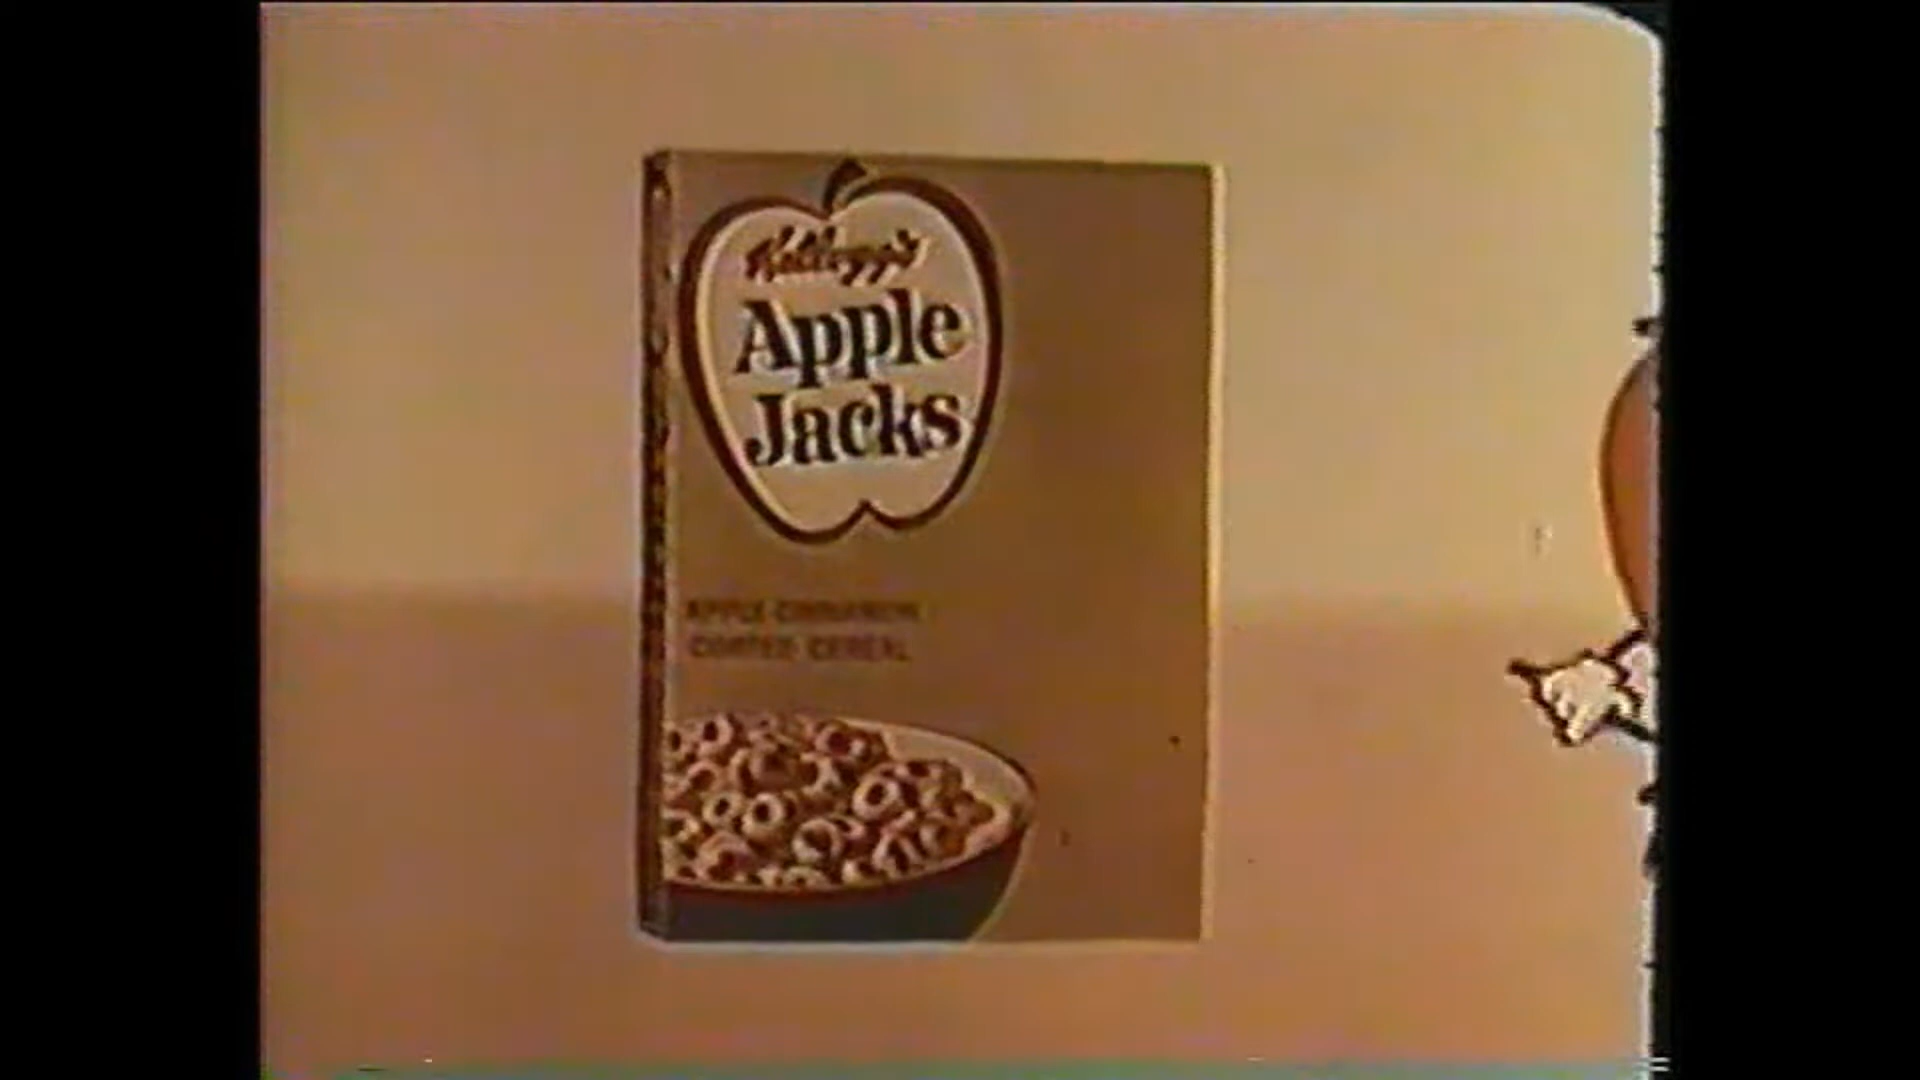 Kellogg's
Apple
Jacks
APPLE CINNAMON
COATED CEREAL